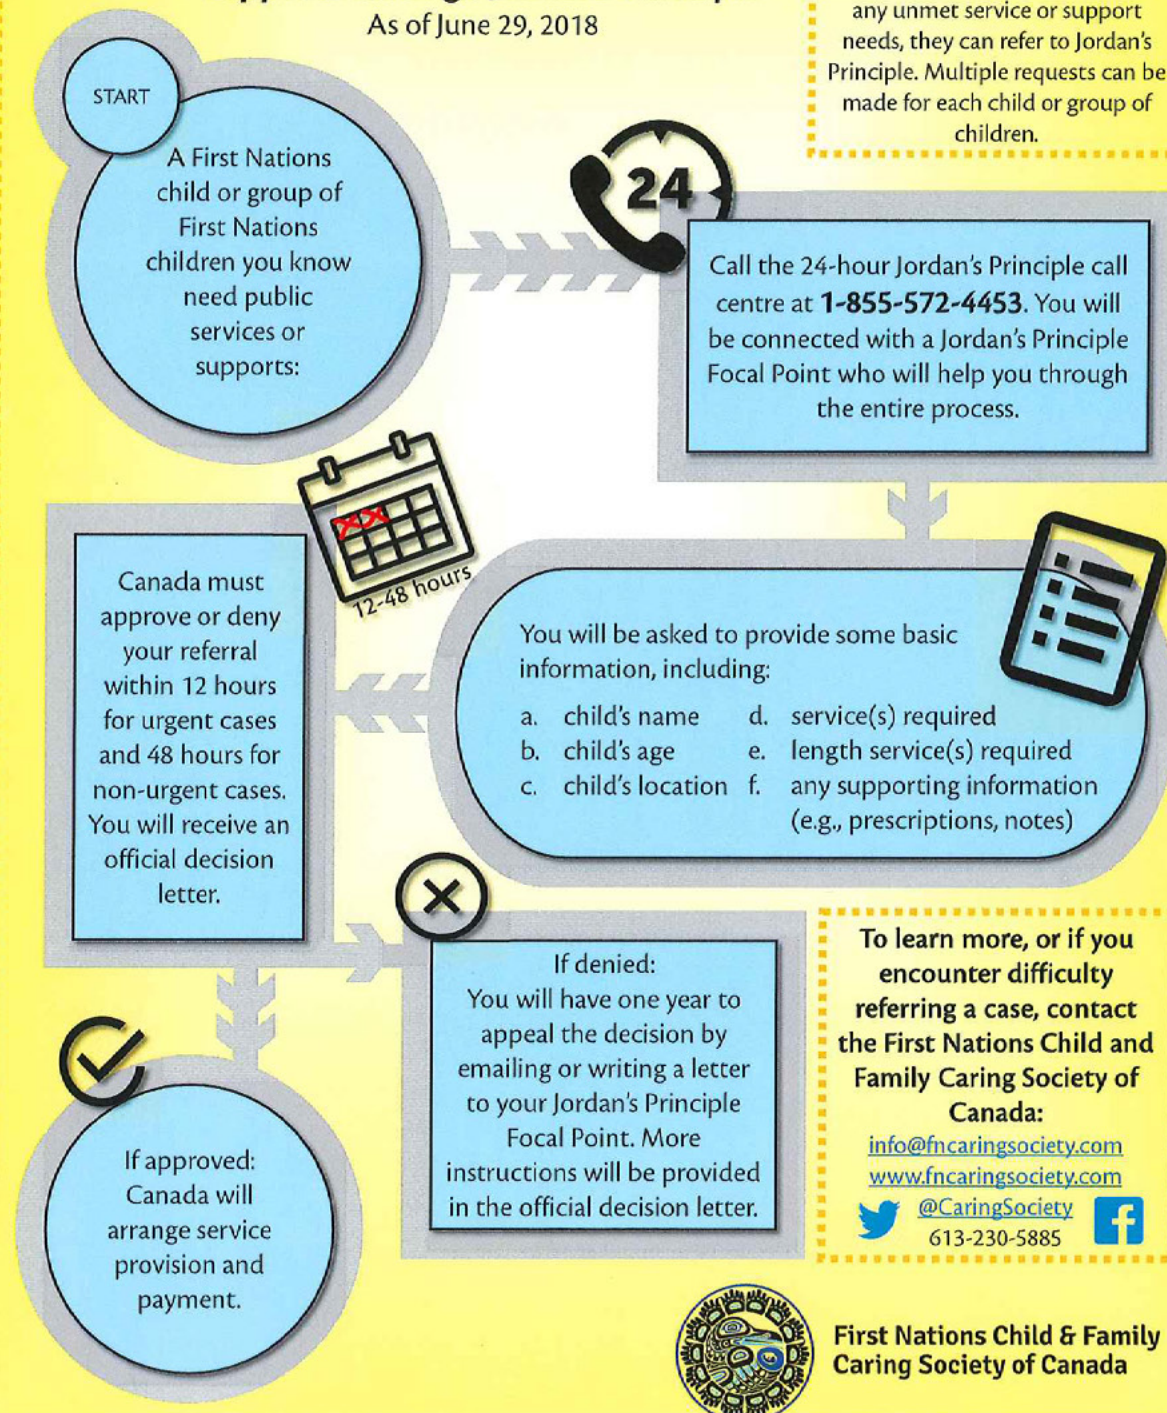 As of June 29, 2018
any unmet service or support
needs, they can refer to Jordan's
Principle. Multiple requests can be
made for each child or group of
children.
START
A First Nations
child or group of
First Nations
children you know
need public
services or
supports:
24
Call the 24-hour Jordan's Principle call
centre at 1-855-572-4453. You will
be connected with a Jordan's Principle
Focal Point who will help you through
the entire process.
You will be asked to provide some basic
information, including:
a. child's name
b. child's age
c. child's location
d. service(s) required
e. length service(s) required
f. any supporting information
(e.g., prescriptions, notes)
12-48 hours
Canada must
approve or deny
your referral
within 12 hours
for urgent cases
and 48 hours for
non-urgent cases.
You will receive an
official decision
letter.
If denied:
You will have one year to
appeal the decision by
emailing or writing a letter
to your Jordan's Principle
Focal Point. More
instructions will be provided
in the official decision letter.
If approved:
Canada will
arrange service
provision and
payment.
To learn more, or if you
encounter difficulty
referring a case, contact
the First Nations Child and
Family Caring Society of
Canada:
info@fncaringsociety.com
www.fncaringsociety.com
@CaringSociety
613-230-5885
First Nations Child & Family
Caring Society of Canada